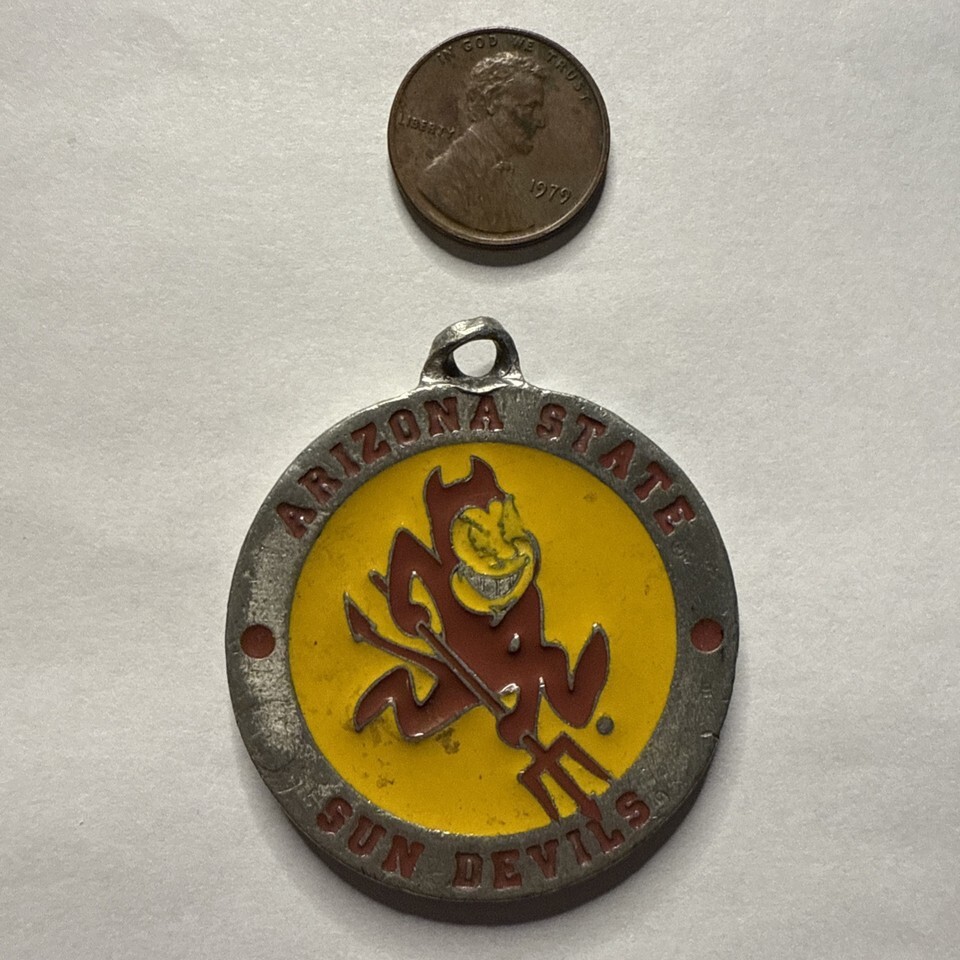 IN GOD WE TRUST
LIBERTY
1979
ARIZONA STATE
SUN DEVILS